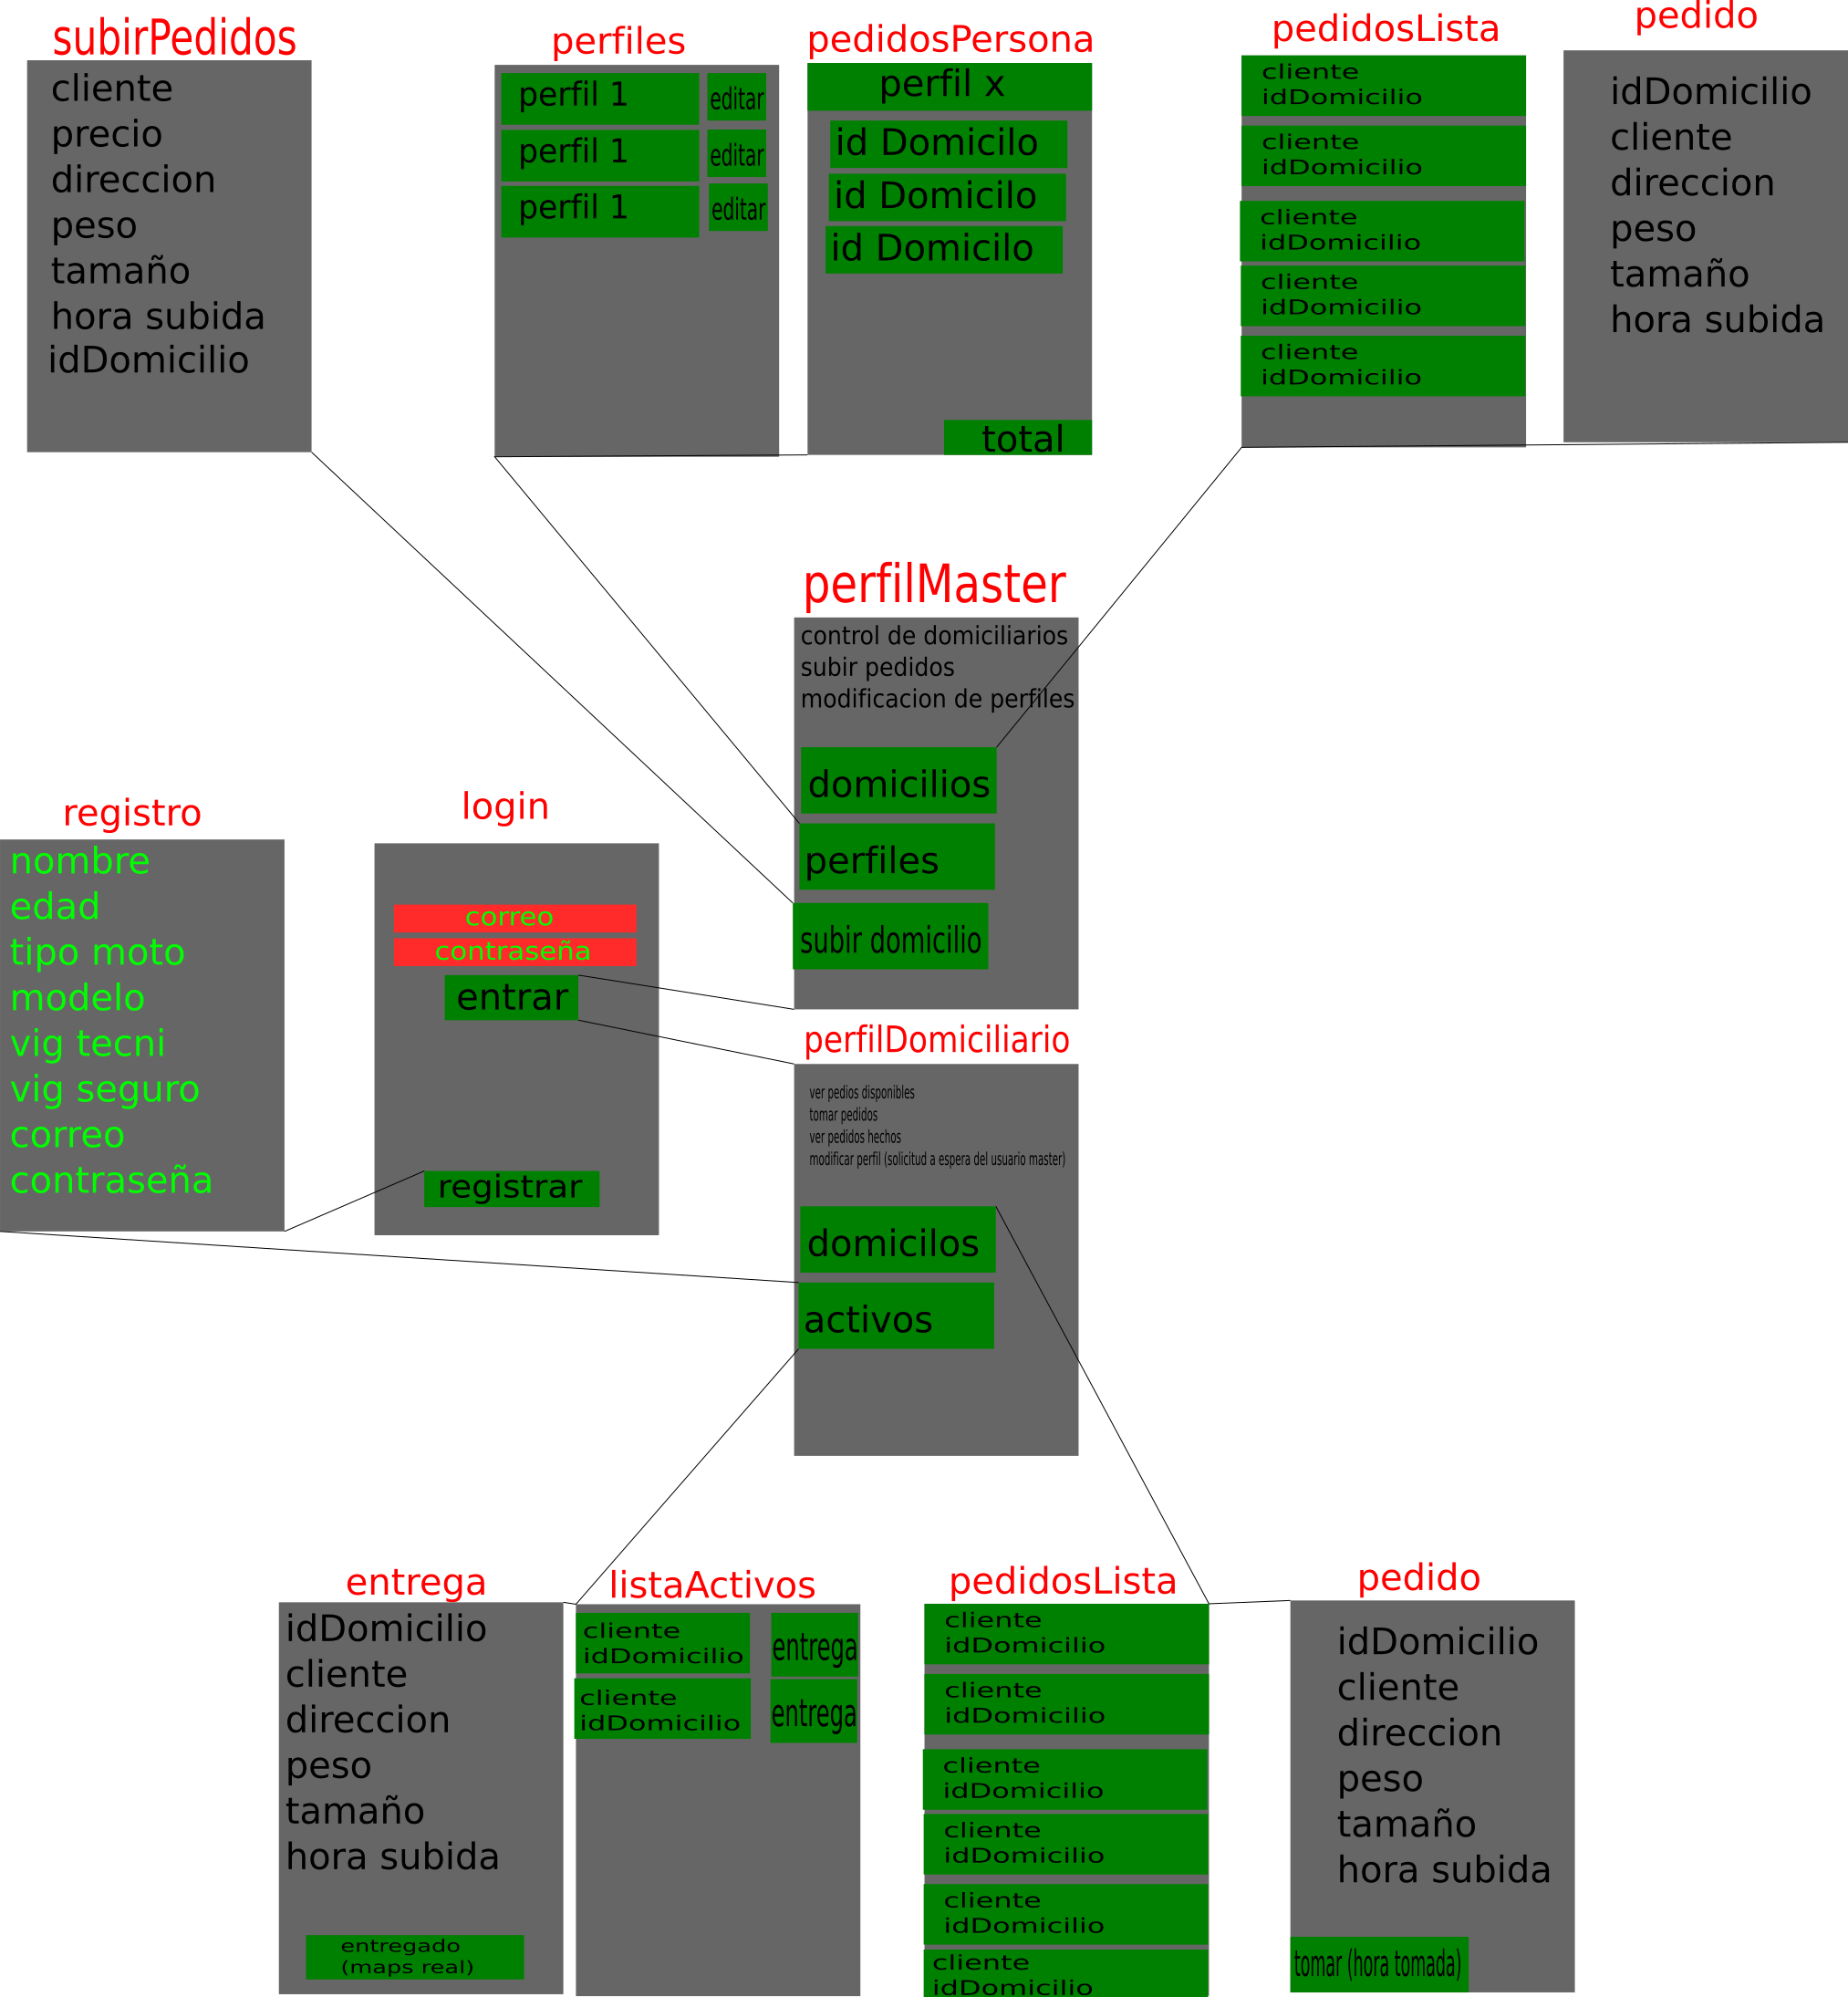 subirPedidos
cliente
precio
direccion
peso
tamaño
hora subida
idDomicilio
perfiles
perfil 1
editar
perfil 1
editar
perfil 1
editar
pedidosPersona
perfil x
id Domicilo
id Domicilo
id Domicilo
total
pedidosLista
cliente
idDomicilio
cliente
idDomicilio
cliente
idDomicilio
cliente
idDomicilio
cliente
idDomicilio
pedido
idDomicilio
cliente
direccion
peso
tamaño
hora subida
perfilMaster
control de domiciliarios
subir pedidos
modificacion de perfiles
domicilios
perfiles
subir domicilio
registro
nombre
edad
tipo moto
modelo
vig tecni
vig seguro
correo
contraseña
login
correo
contraseña
entrar
registrar
perfilDomiciliario
ver pedios disponibles
tomar pedidos
ver pedidos hechos
modificar perfil (solicitud a espera del usuario master)
domicilos
activos
entrega
idDomicilio
cliente
direccion
peso
tamaño
hora subida
entregado
(maps real)
listaActivos
cliente
idDomicilio
entrega
cliente
idDomicilio
entrega
pedidosLista
cliente
idDomicilio
cliente
idDomicilio
cliente
idDomicilio
cliente
idDomicilio
cliente
idDomicilio
cliente
idDomicilio
pedido
idDomicilio
cliente
direccion
peso
tamaño
hora subida
tomar (hora tomada)